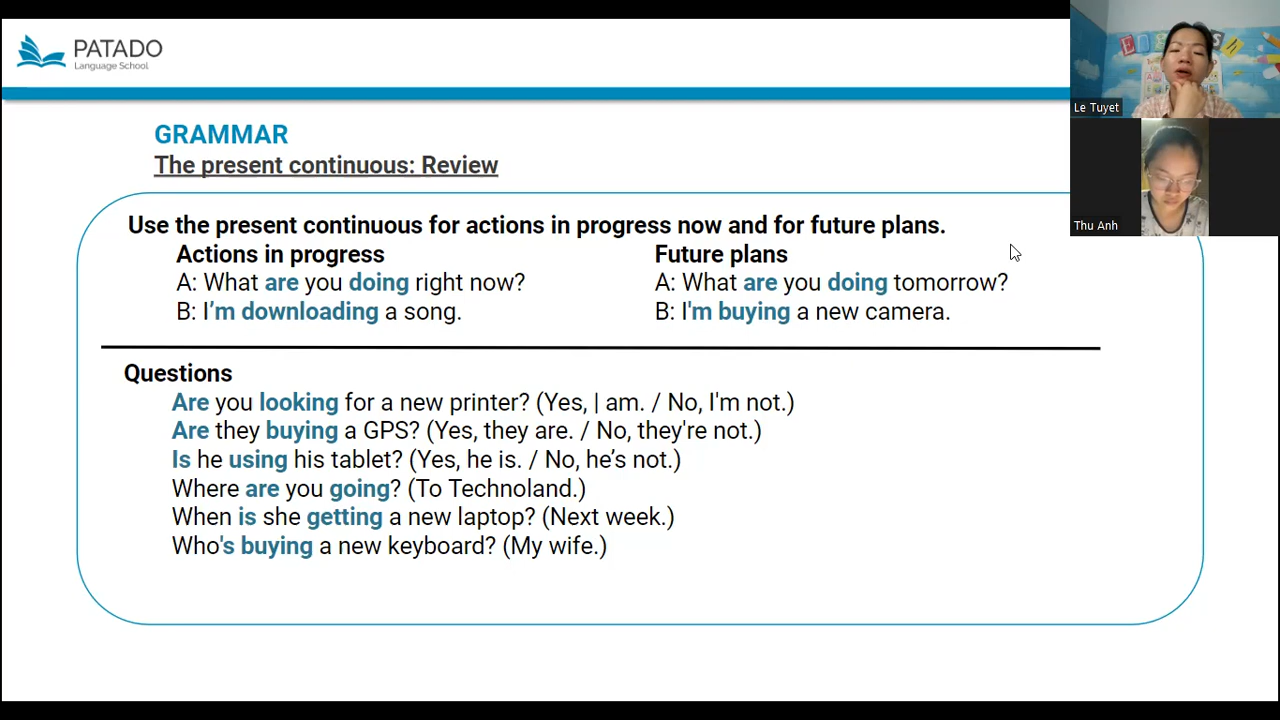 PATADO
Language School
GRAMMAR
The present continuous: Review
Use the present continuous for actions in progress now and for future plans.
Actions in progress
A: What are you doing right now?
B: I'm downloading a song.
Future plans
A: What are you doing tomorrow?
B: I'm buying a new camera.
Questions
Are you looking for a new printer? (Yes, | am. / No, I'm not.)
Are they buying a GPS? (Yes, they are. / No, they're not.)
Is he using his tablet? (Yes, he is. / No, he’s not.)
Where are you going? (To Technoland.)
When is she getting a new laptop? (Next week.)
Who's buying a new keyboard? (My wife.)
Le Tuyet
Thu Anh